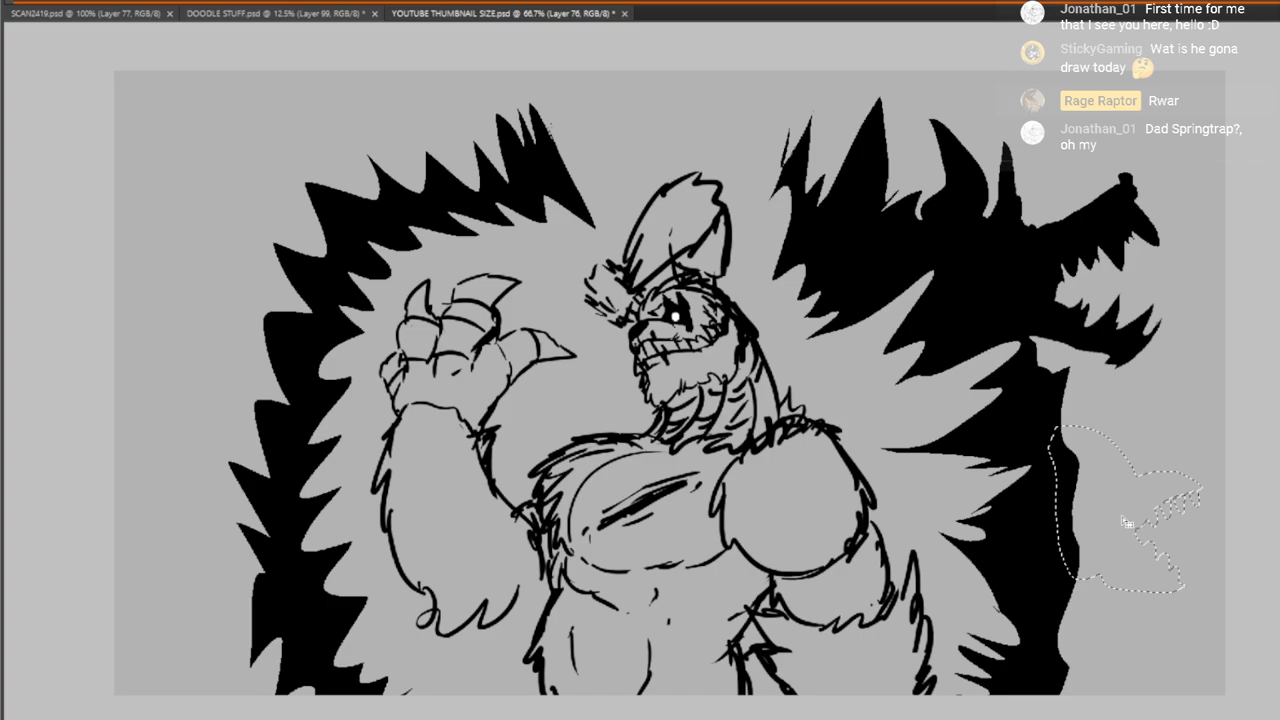 SCAN2419.psd @ 100% (Layer 77, RGB/8)
DOODLE STUFF.psd @ 12.5% (Layer 99, RGB/8) *
YOUTUBE THUMBNAIL SIZE.psd @ 66.7% (Layer 76, RGB/8) *
Jonathan_01 First time for me
that I see you here, hello :D
StickyGaming Wat is he gona
draw today 🤔
Rage Raptor Rwar
Jonathan_01 Dad Springtrap?,
oh my